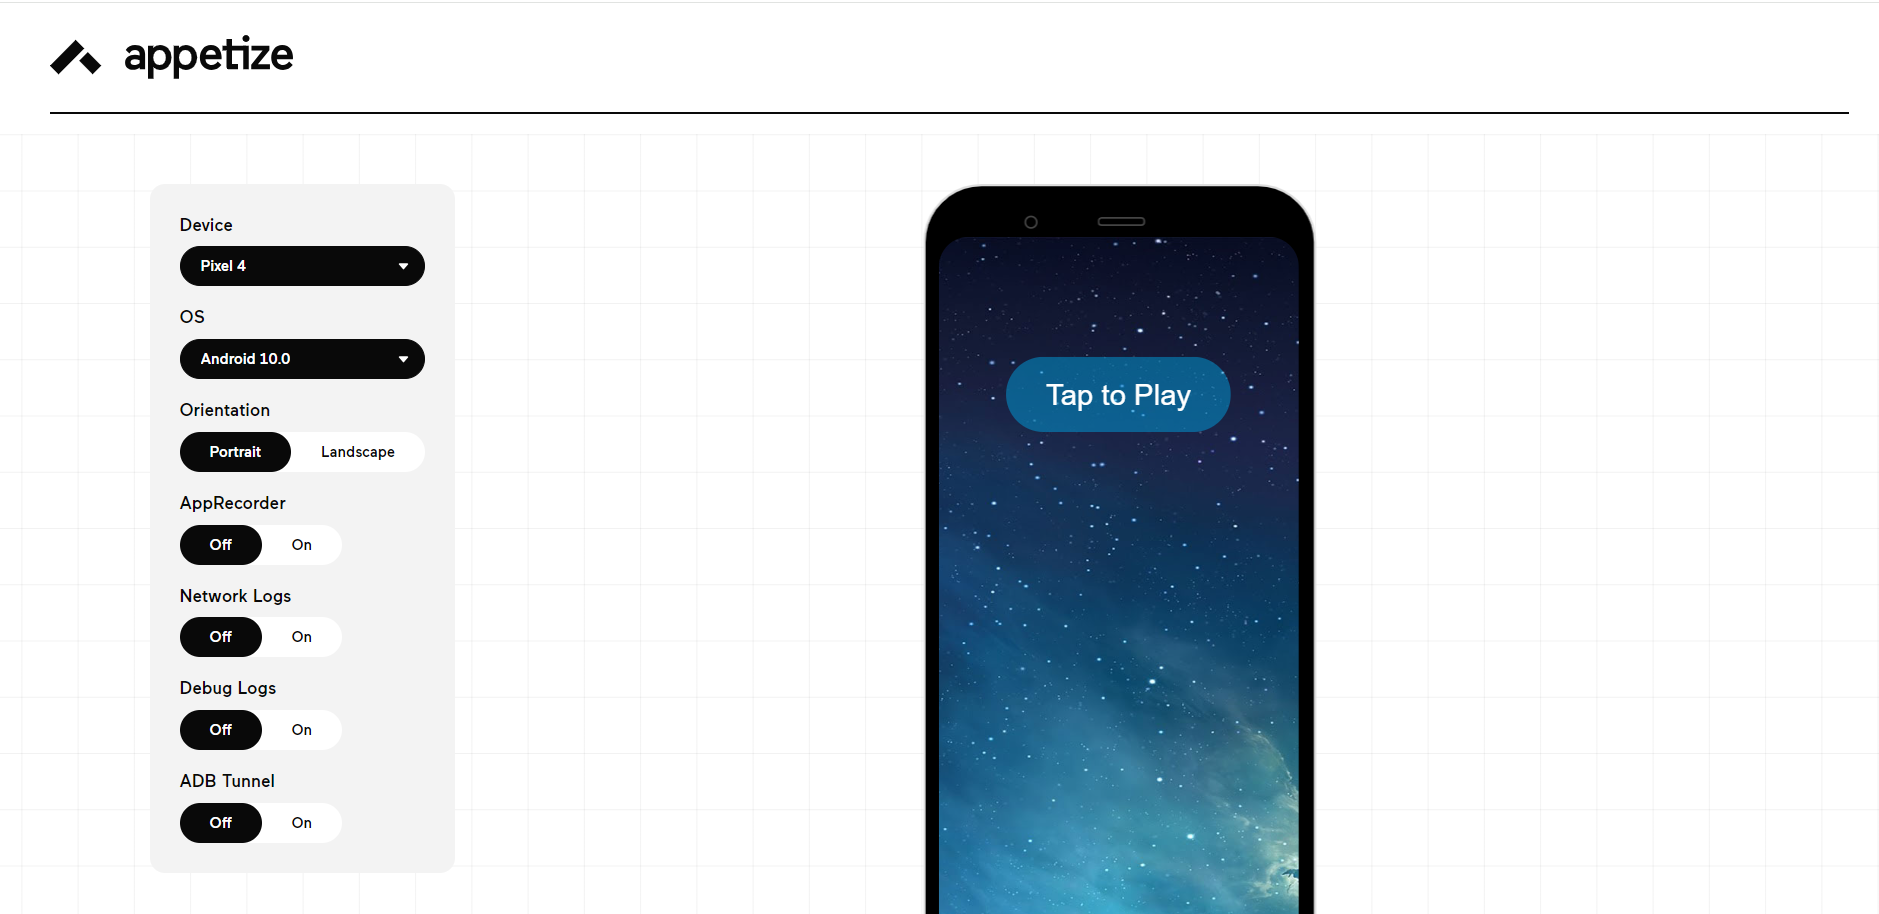 appetize
Device
Pixel 4
OS
Android 10.0
Orientation
Portrait Landscape
AppRecorder
Off On
Network Logs
Off On
Debug Logs
Off On
ADB Tunnel
Off On
Tap to Play